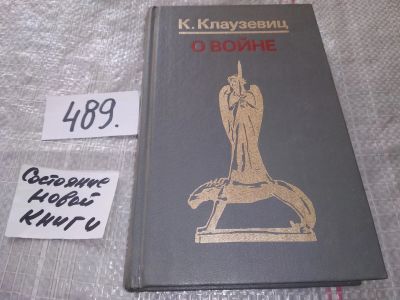 К. Клаузевиц
О ВОЙНЕ
489.
Состояние
новой
книги